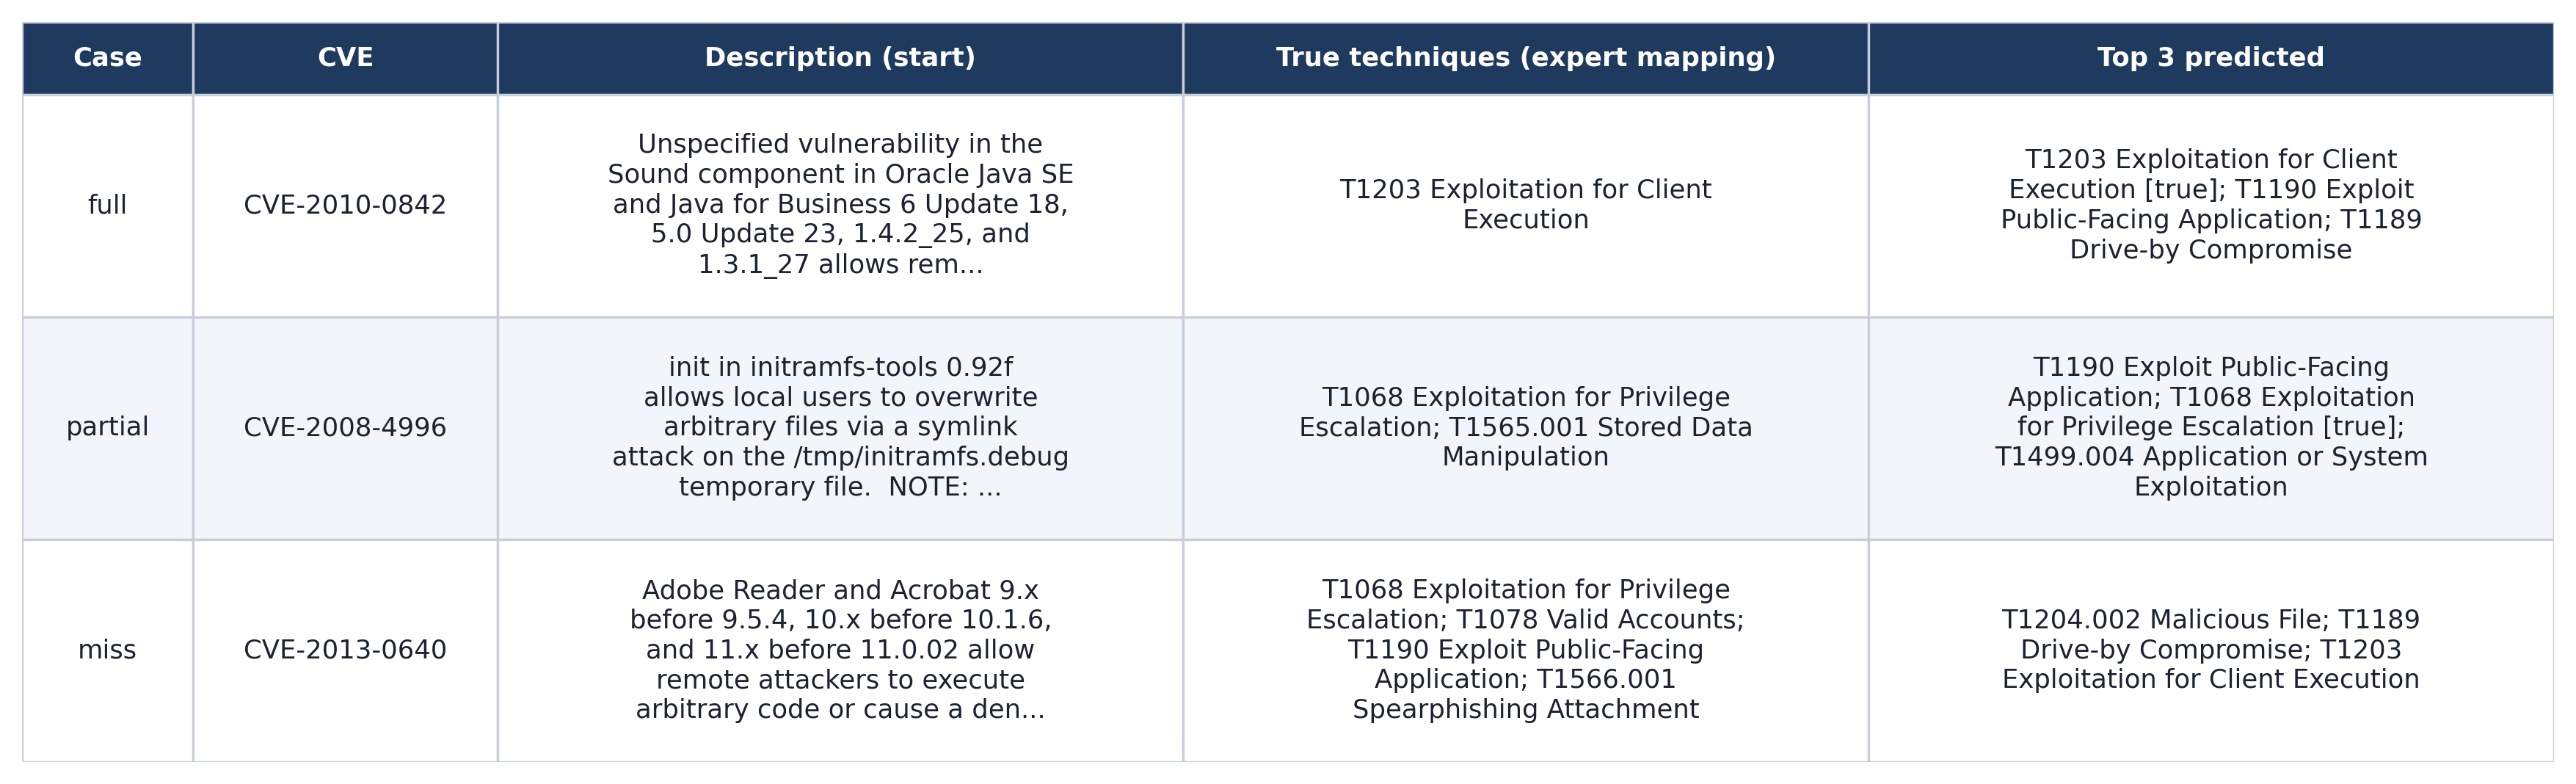 Case CVE Description (start) True techniques (expert mapping) Top 3 predicted
full
CVE-2010-0842
Unspecified vulnerability in the
Sound component in Oracle Java SE
and Java for Business 6 Update 18,
5.0 Update 23, 1.4.2_25, and
1.3.1_27 allows rem...
T1203 Exploitation for Client
Execution
T1203 Exploitation for Client
Execution [true]; T1190 Exploit
Public-Facing Application; T1189
Drive-by Compromise
partial
CVE-2008-4996
init in initramfs-tools 0.92f
allows local users to overwrite
arbitrary files via a symlink
attack on the /tmp/initramfs.debug
temporary file.  NOTE: ...
T1068 Exploitation for Privilege
Escalation; T1565.001 Stored Data
Manipulation
T1190 Exploit Public-Facing
Application; T1068 Exploitation
for Privilege Escalation [true];
T1499.004 Application or System
Exploitation
miss
CVE-2013-0640
Adobe Reader and Acrobat 9.x
before 9.5.4, 10.x before 10.1.6,
and 11.x before 11.0.02 allow
remote attackers to execute
arbitrary code or cause a den...
T1068 Exploitation for Privilege
Escalation; T1078 Valid Accounts;
T1190 Exploit Public-Facing
Application; T1566.001
Spearphishing Attachment
T1204.002 Malicious File; T1189
Drive-by Compromise; T1203
Exploitation for Client Execution